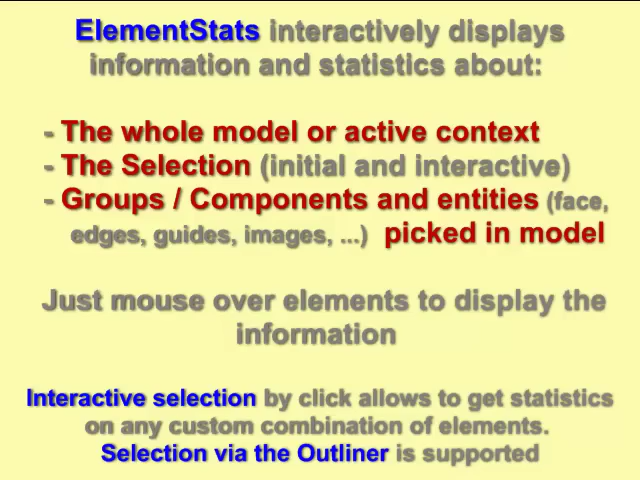 ElementStats interactively displays
information and statistics about:
- The whole model or active context
- The Selection (initial and interactive)
- Groups / Components and entities (face,
edges, guides, images, ...) picked in model
Just mouse over elements to display the
information
Interactive selection by click allows to get statistics
on any custom combination of elements.
Selection via the Outliner is supported